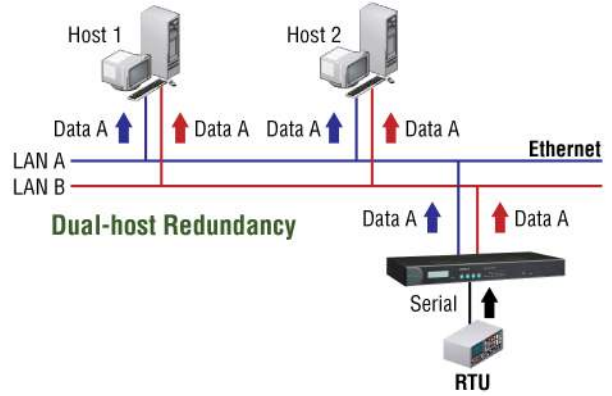 Host 1
Host 2
Data A
Data A
Data A
Data A
LAN A
Ethernet
LAN B
Dual-host Redundancy
Data A
Data A
Serial
RTU